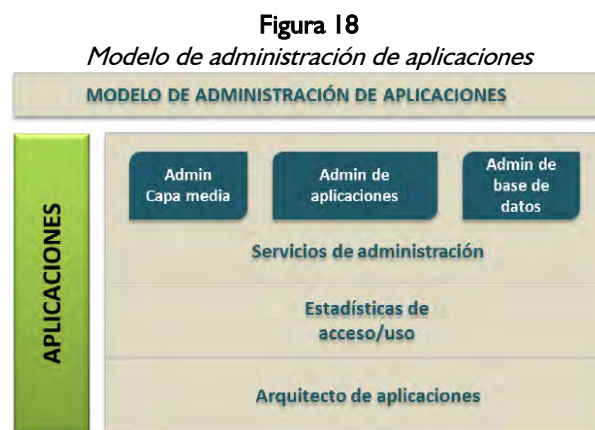 Figura 18
Modelo de administración de aplicaciones
MODELO DE ADMINISTRACIÓN DE APLICACIONES
APLICACIONES
Admin
Capa media
Admin de
aplicaciones
Admin de
base de
datos
Servicios de administración
Estadísticas de
acceso/uso
Arquitecto de aplicaciones